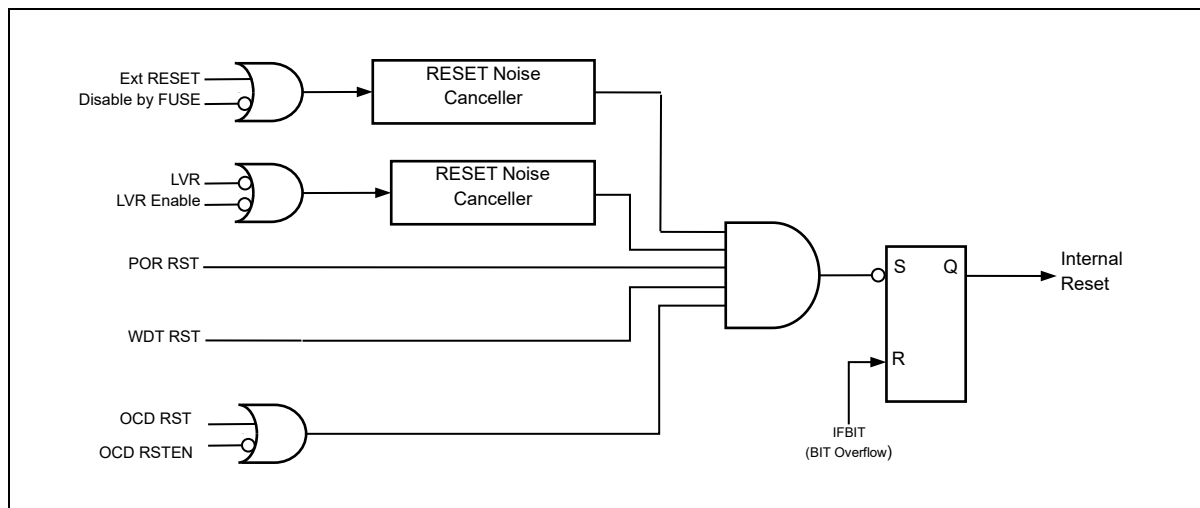 Ext RESET
Disable by FUSE
RESET Noise
Canceller
LVR
LVR Enable
RESET Noise
Canceller
POR RST
WDT RST
OCD RST
OCD RSTEN
S
Q
R
Internal
Reset
IFBIT
(BIT Overflow)